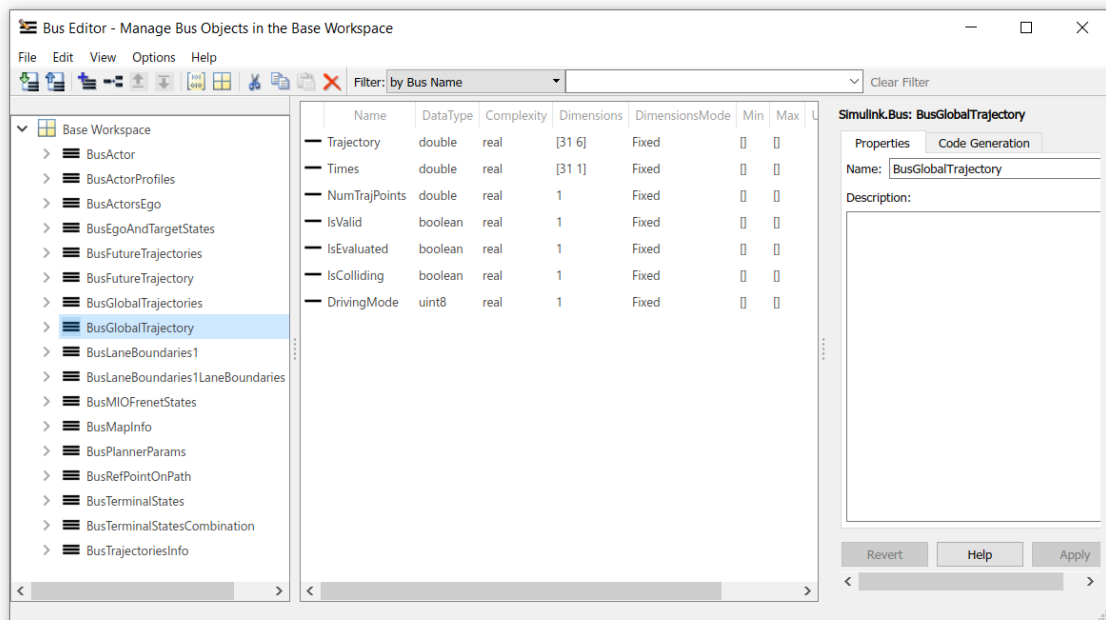 Bus Editor - Manage Bus Objects in the Base Workspace
File Edit View Options Help
Filter: by Bus Name Clear Filter
Base Workspace
BusActor
BusActorProfiles
BusActorsEgo
BusEgoAndTargetStates
BusFutureTrajectories
BusFutureTrajectory
BusGlobalTrajectories
BusGlobalTrajectory
BusLaneBoundaries1
BusLaneBoundaries1LaneBoundaries
BusMIOFrenetStates
BusMapInfo
BusPlannerParams
BusRefPointOnPath
BusTerminalStates
BusTerminalStatesCombination
BusTrajectoriesInfo
Name DataType Complexity Dimensions DimensionsMode Min Max U
Trajectory double real [31 6] Fixed [] []
Times double real [31 1] Fixed [] []
NumTrajPoints double real 1 Fixed [] []
IsValid boolean real 1 Fixed [] []
IsEvaluated boolean real 1 Fixed [] []
IsColliding boolean real 1 Fixed [] []
DrivingMode uint8 real 1 Fixed [] []
Simulink.Bus: BusGlobalTrajectory
Properties Code Generation
Name: BusGlobalTrajectory
Description:
Revert Help Apply